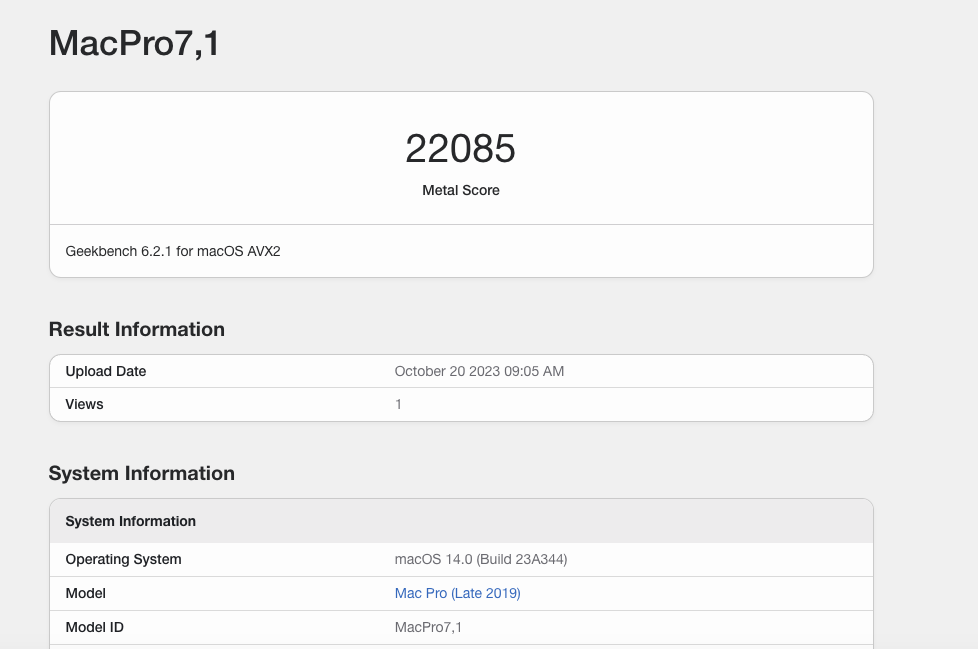 MacPro7,1
22085
Metal Score
Geekbench 6.2.1 for macOS AVX2
Result Information
Upload Date October 20 2023 09:05 AM
Views 1
System Information
System Information
Operating System macOS 14.0 (Build 23A344)
Model Mac Pro (Late 2019)
Model ID MacPro7,1